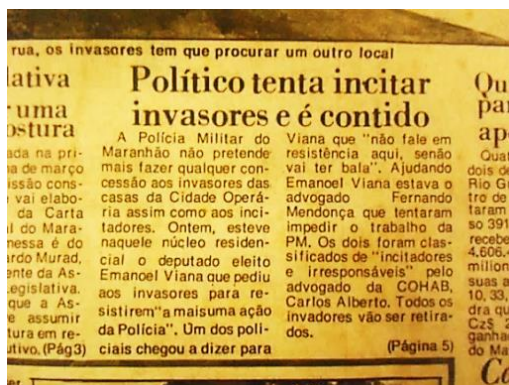 rua, os invasores tem que procurar um outro local
lativa
uma
ostura
ada na pri-
a de março
issão cons-
vai elabo-
da Carta
l do Mara-
nessa é do
rdo Murad,
ente da As-
egislativa.
que a As-
e assumir
tura em re-
utivo. (Pág3)
Político tenta incitar
invasores e é contido
A Polícia Militar do
Maranhão não pretende
mais fazer qualquer con-
cessão aos invasores das
casas da Cidade Operá-
ria assim como aos inci-
tadores. Ontem, esteve
naquele núcleo residen-
cial o deputado eleito
Emanoel Viana que pediu
aos invasores para re-
sistirem"a maisuma ação
da Polícia". Um dos poli-
ciais chegou a dizer para
Viana que "não fale em
resistência aqui, senão
vai ter bala". Ajudando
Emanoel Viana estava o
advogado Fernando
Mendonça que tentaram
impedir o trabalho da
PM. Os dois foram clas-
sificados de "incitadores
e irresponsáveis" pelo
advogado da COHAB,
Carlos Alberto. Todos os
invadores vão ser retira-
dos.
(Página 5)
Qu
pa
ap
Quat
dois de
Rio G
tro de
taram
so 391
recebe
4.606.
milion
suas a
10, 33,
dra qu
Cz$ 2
ganha
do Ma